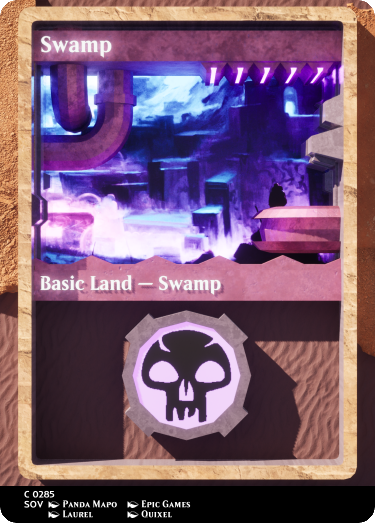 Swamp
Basic Land — Swamp
C 0285
SOV Panda Mapo Epic Games
Laurel Quixel